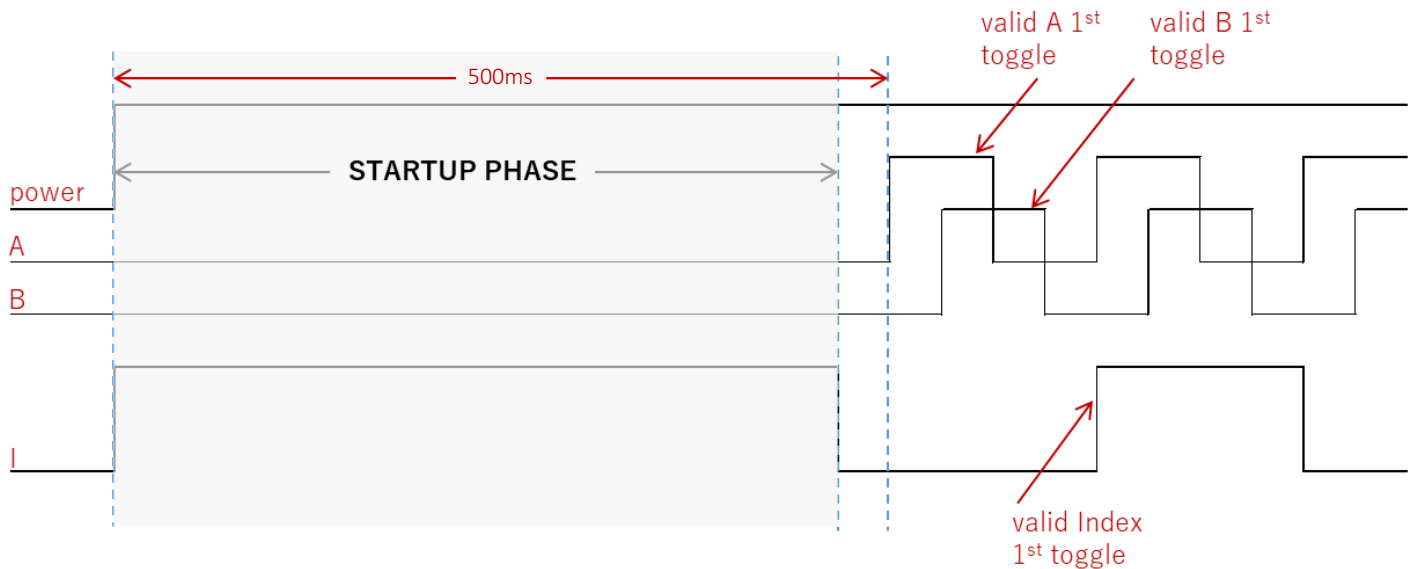 valid A 1st
toggle
valid B 1st
toggle
500ms
STARTUP PHASE
power
A
B
I
valid Index
1st toggle